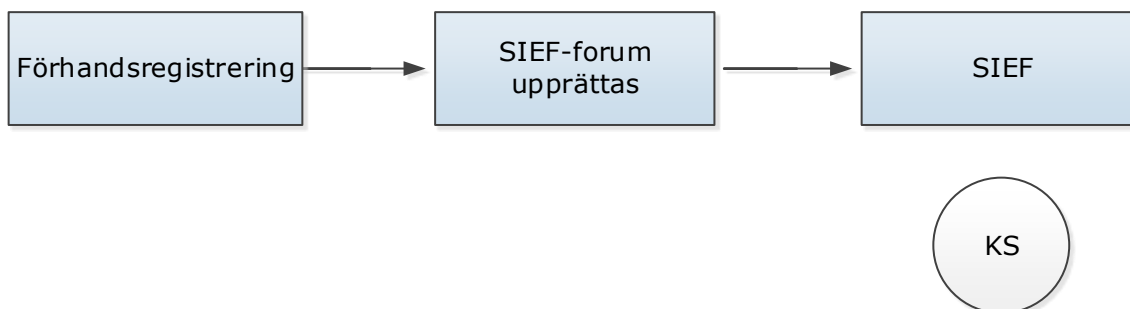 Förhandsregistrering
SIEF-forum
upprättas
SIEF
KS